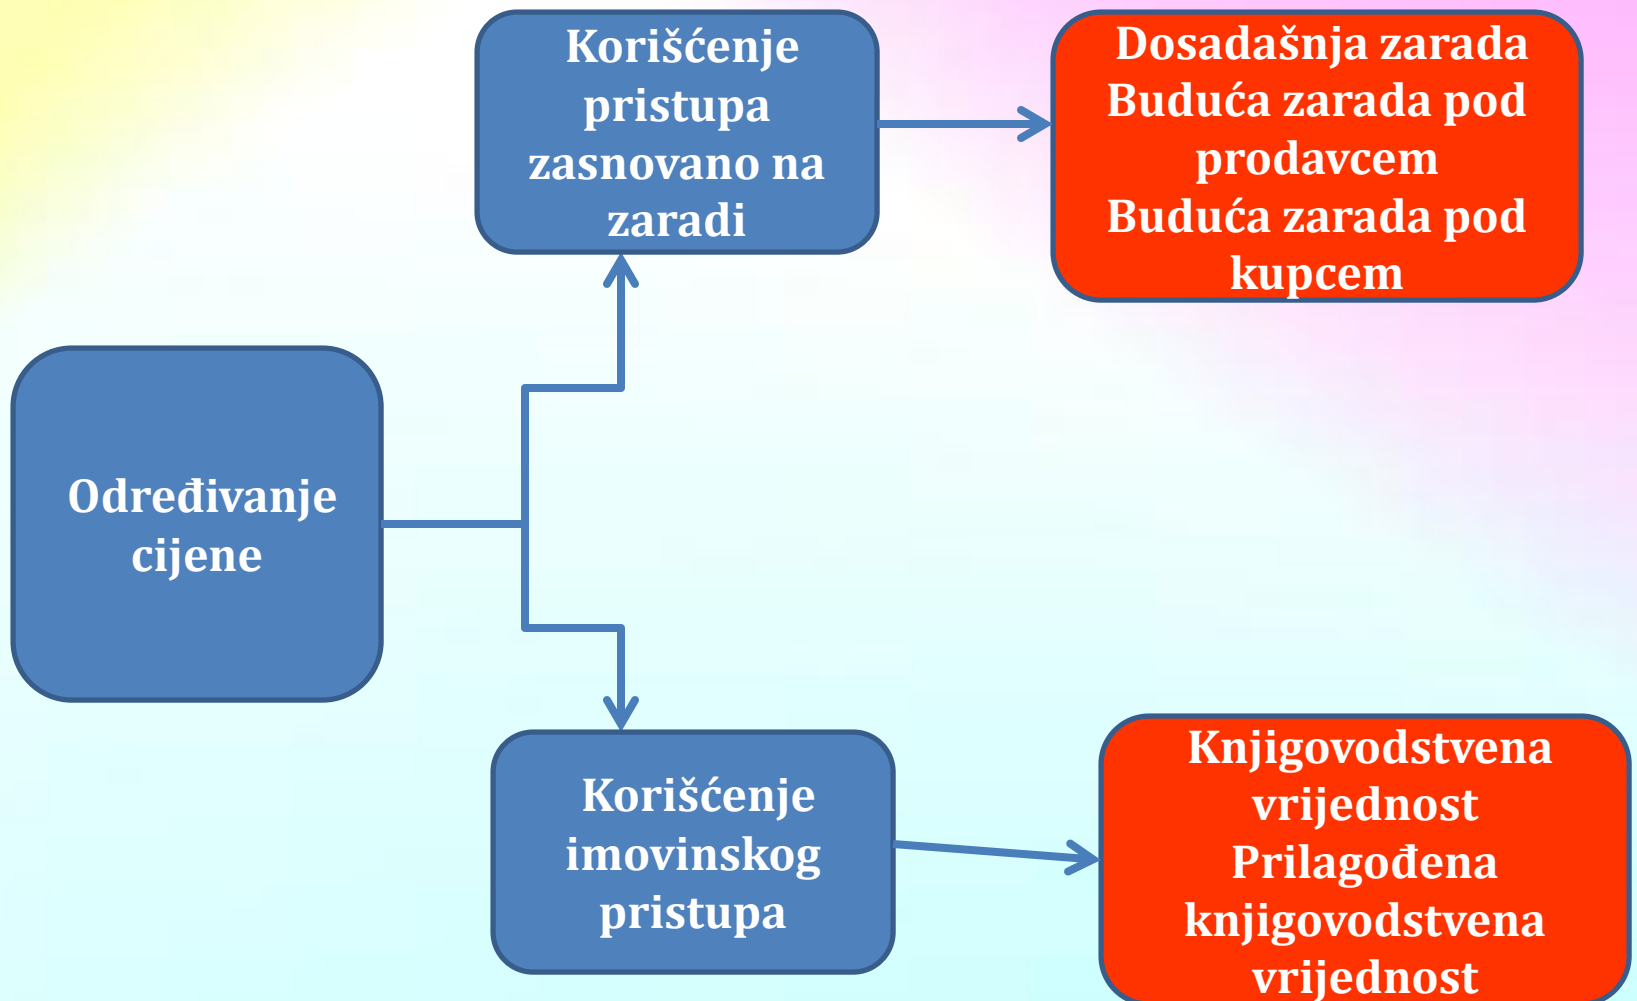 Korišćenje
pristupa
zasnovano na
zaradi
Dosadašnja zarada
Buduća zarada pod
prodavcem
Buduća zarada pod
kupcem
Određivanje
cijene
Korišćenje
imovinskog
pristupa
Knjigovodstvena
vrijednost
Prilagođena
knjigovodstvena
vrijednost